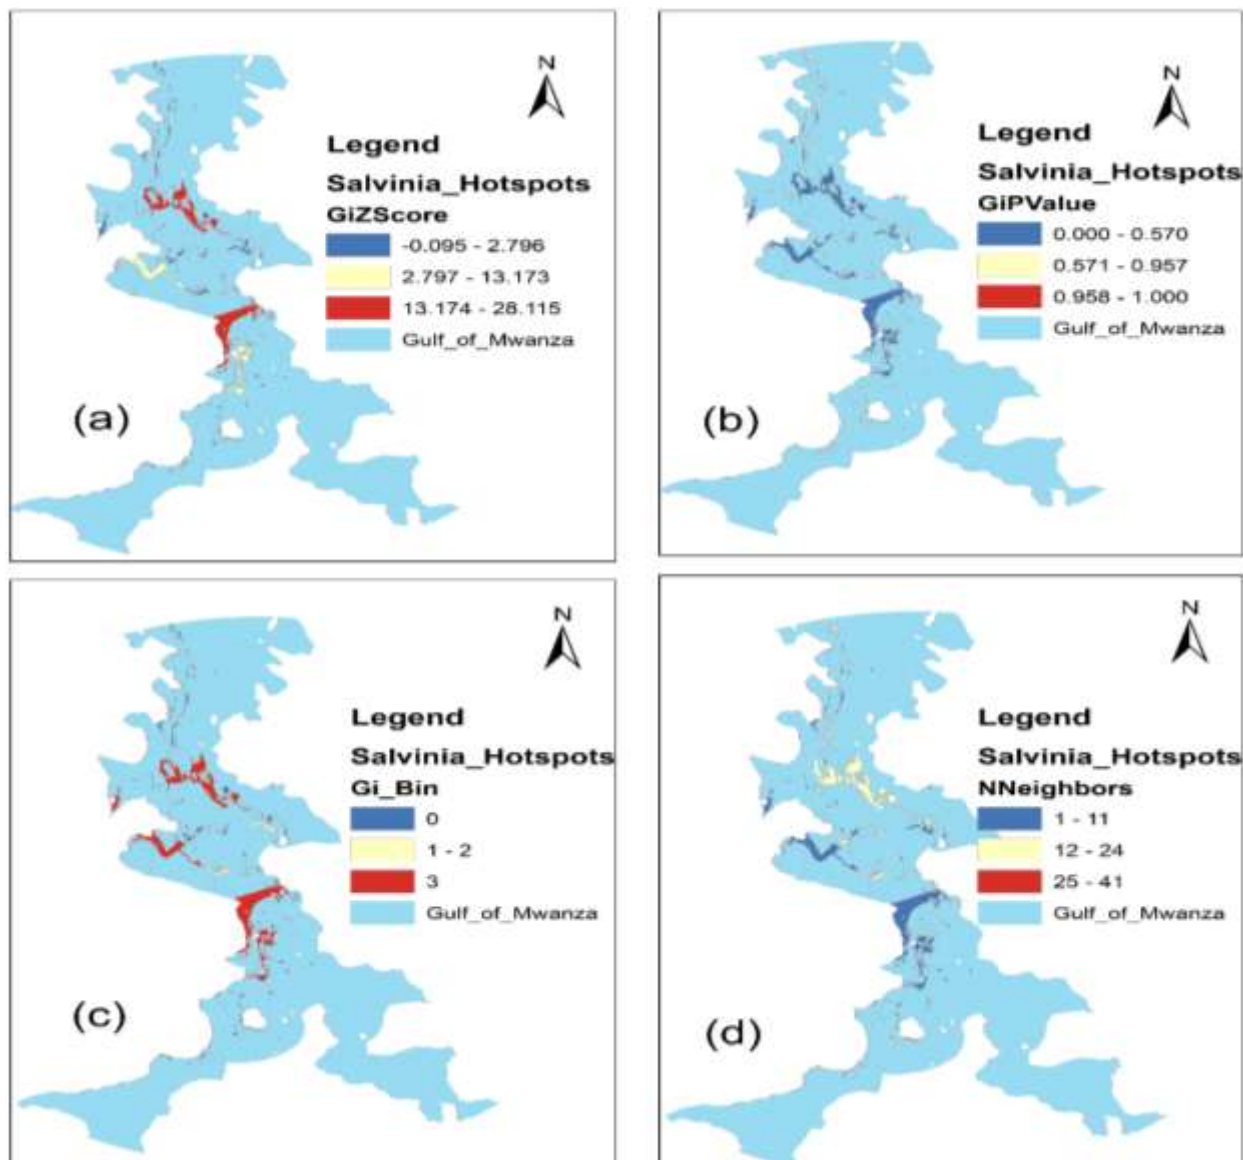 N
Legend
Salvinia_Hotspots
GiZScore
-0.095 - 2.796
2.797 - 13.173
13.174 - 28.115
Gulf_of_Mwanza
(a)
N
Legend
Salvinia_Hotspots
GiPValue
0.000 - 0.570
0.571 - 0.957
0.958 - 1.000
Gulf_of_Mwanza
(b)
N
Legend
Salvinia_Hotspots
Gi_Bin
0
1 - 2
3
Gulf_of_Mwanza
(c)
N
Legend
Salvinia_Hotspots
NNeighbors
1 - 11
12 - 24
25 - 41
Gulf_of_Mwanza
(d)